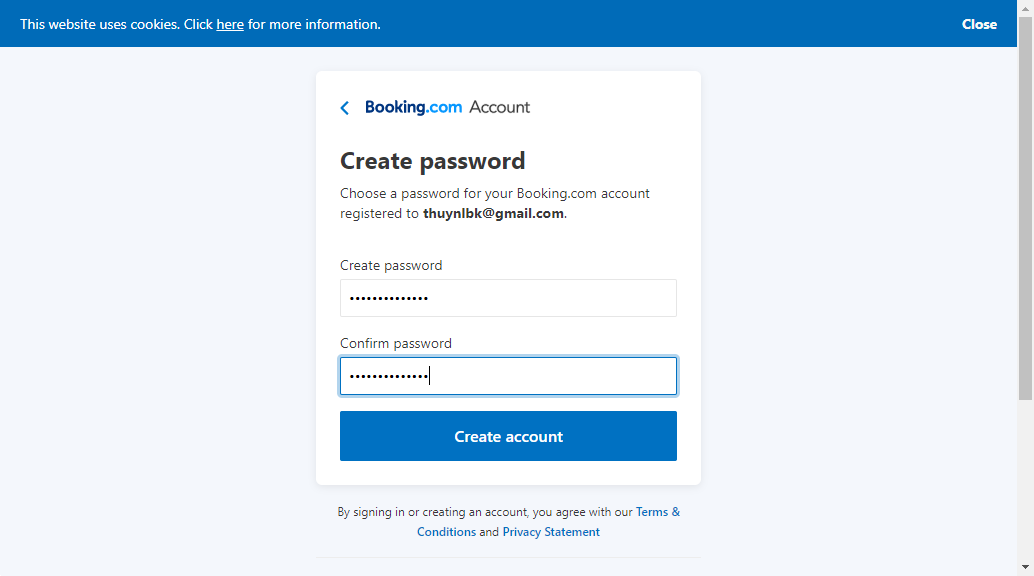 This website uses cookies. Click here for more information.
Close
Booking.com Account
Create password
Choose a password for your Booking.com account
registered to thuynlbk@gmail.com.
Create password
••••••••••••••
Confirm password
••••••••••••••
Create account
By signing in or creating an account, you agree with our Terms &
Conditions and Privacy Statement